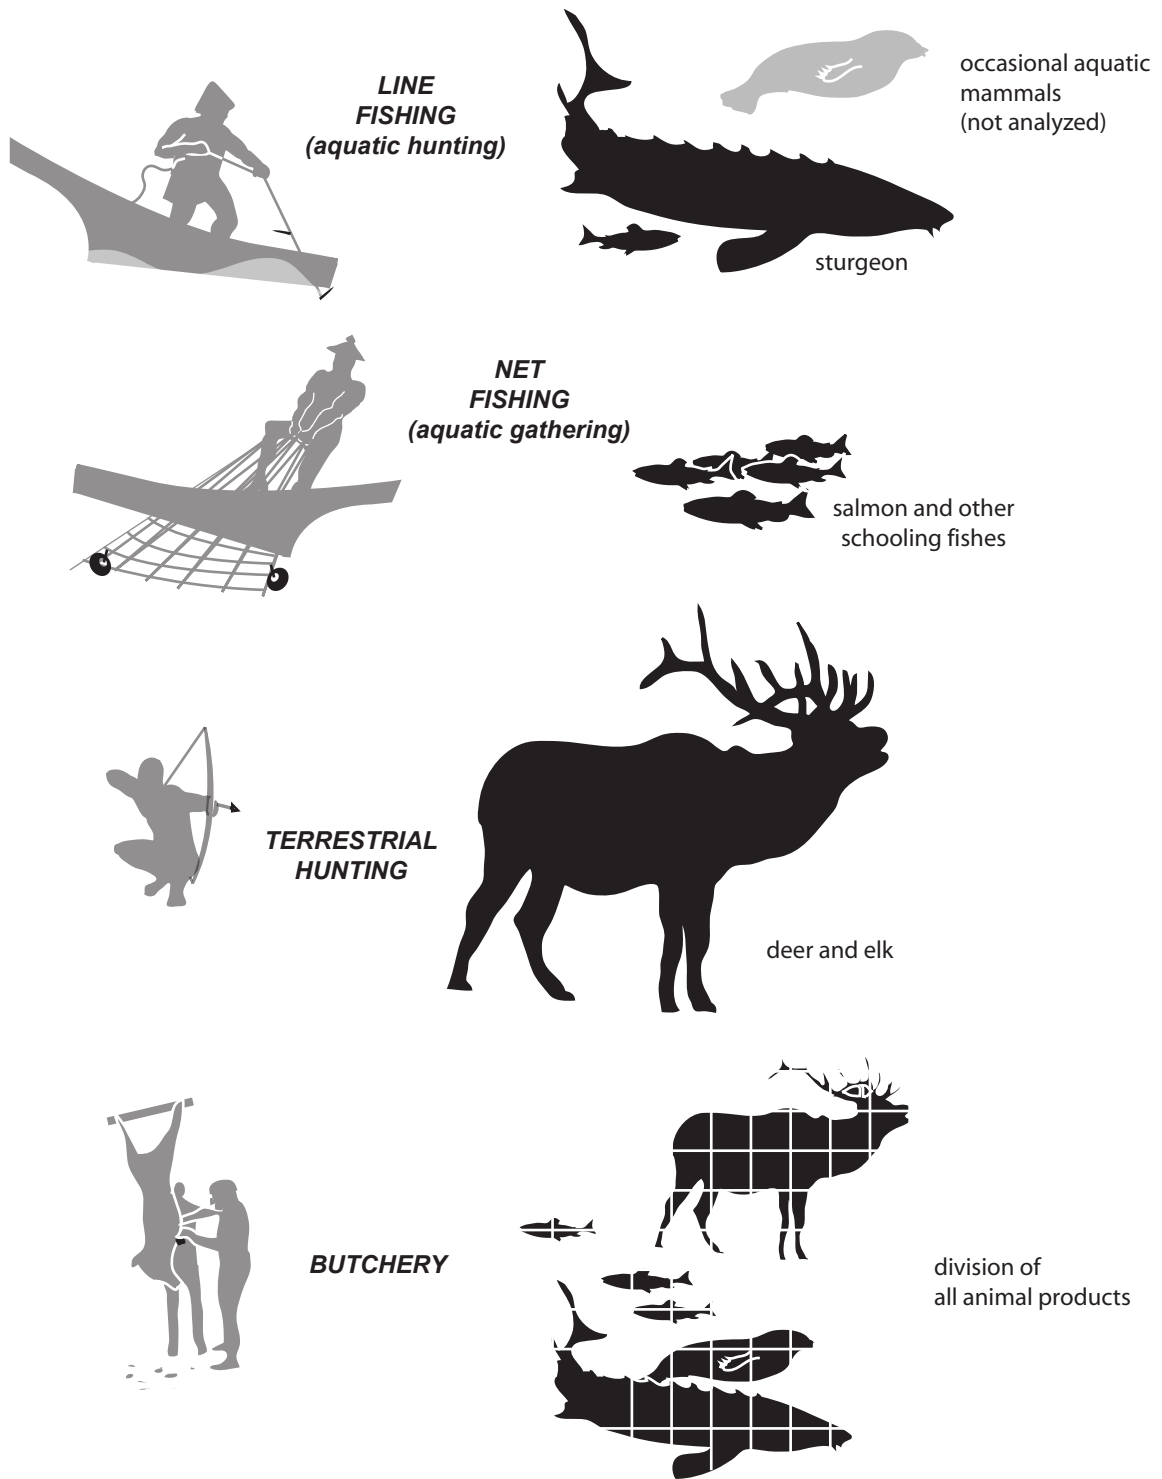 LINE
FISHING
(aquatic hunting)
occasional aquatic
mammals
(not analyzed)
sturgeon
NET
FISHING
(aquatic gathering)
salmon and other
schooling fishes
TERRESTRIAL
HUNTING
deer and elk
BUTCHERY
division of
all animal products